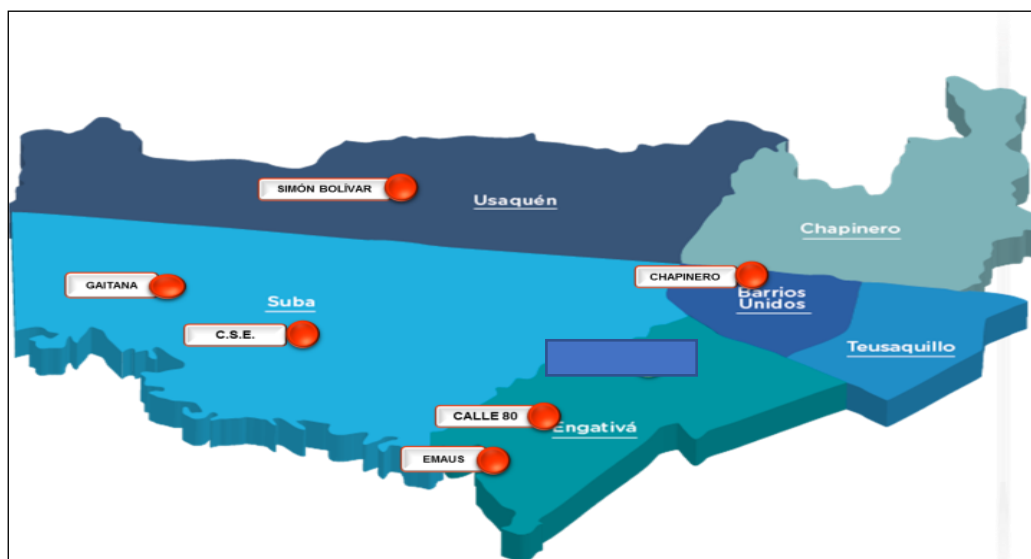 SIMÓN BOLÍVAR
Usaquén
Chapinero
GAITANA
CHAPINERO
Suba
Barrios
Unidos
C.S.E.
Teusaquillo
CALLE 80
Engativá
EMAUS